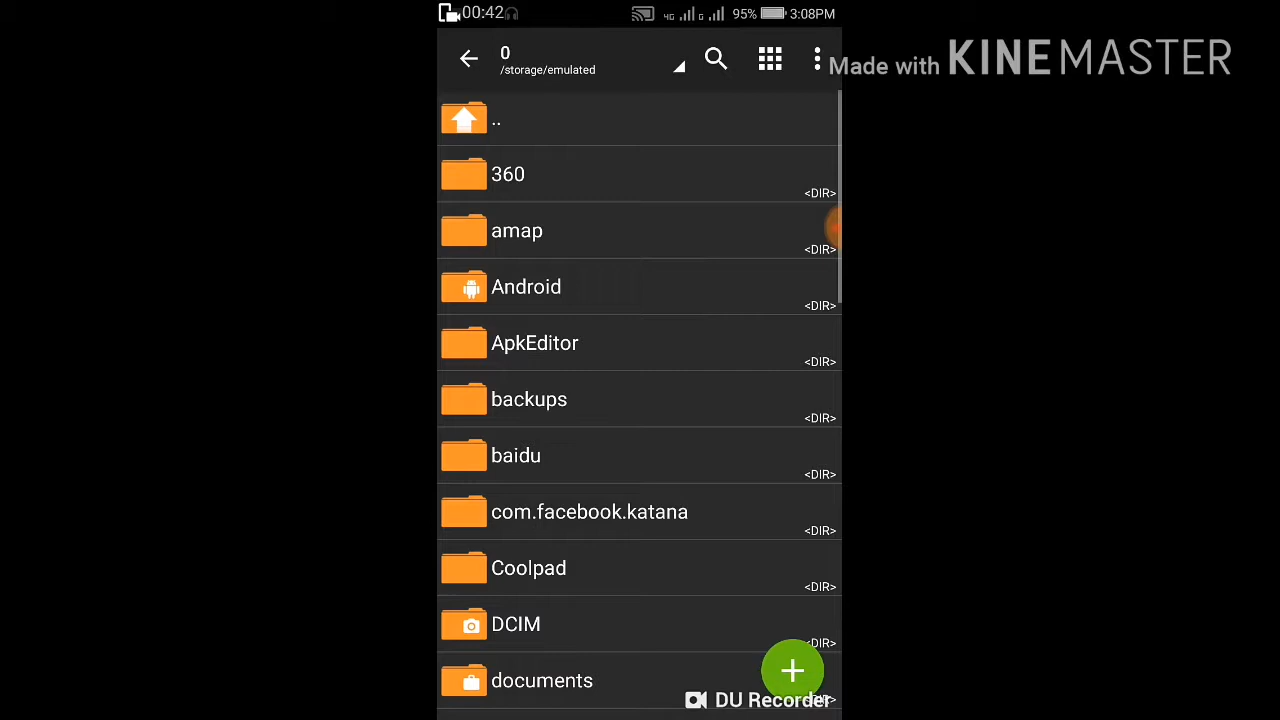 00:42 4G G 95% 3:08PM
0
/storage/emulated
Made with KINEMASTER
..
360
<DIR>
amap
<DIR>
Android
<DIR>
ApkEditor
<DIR>
backups
<DIR>
baidu
<DIR>
com.facebook.katana
<DIR>
Coolpad
<DIR>
DCIM
<DIR>
documents
DU Recorder